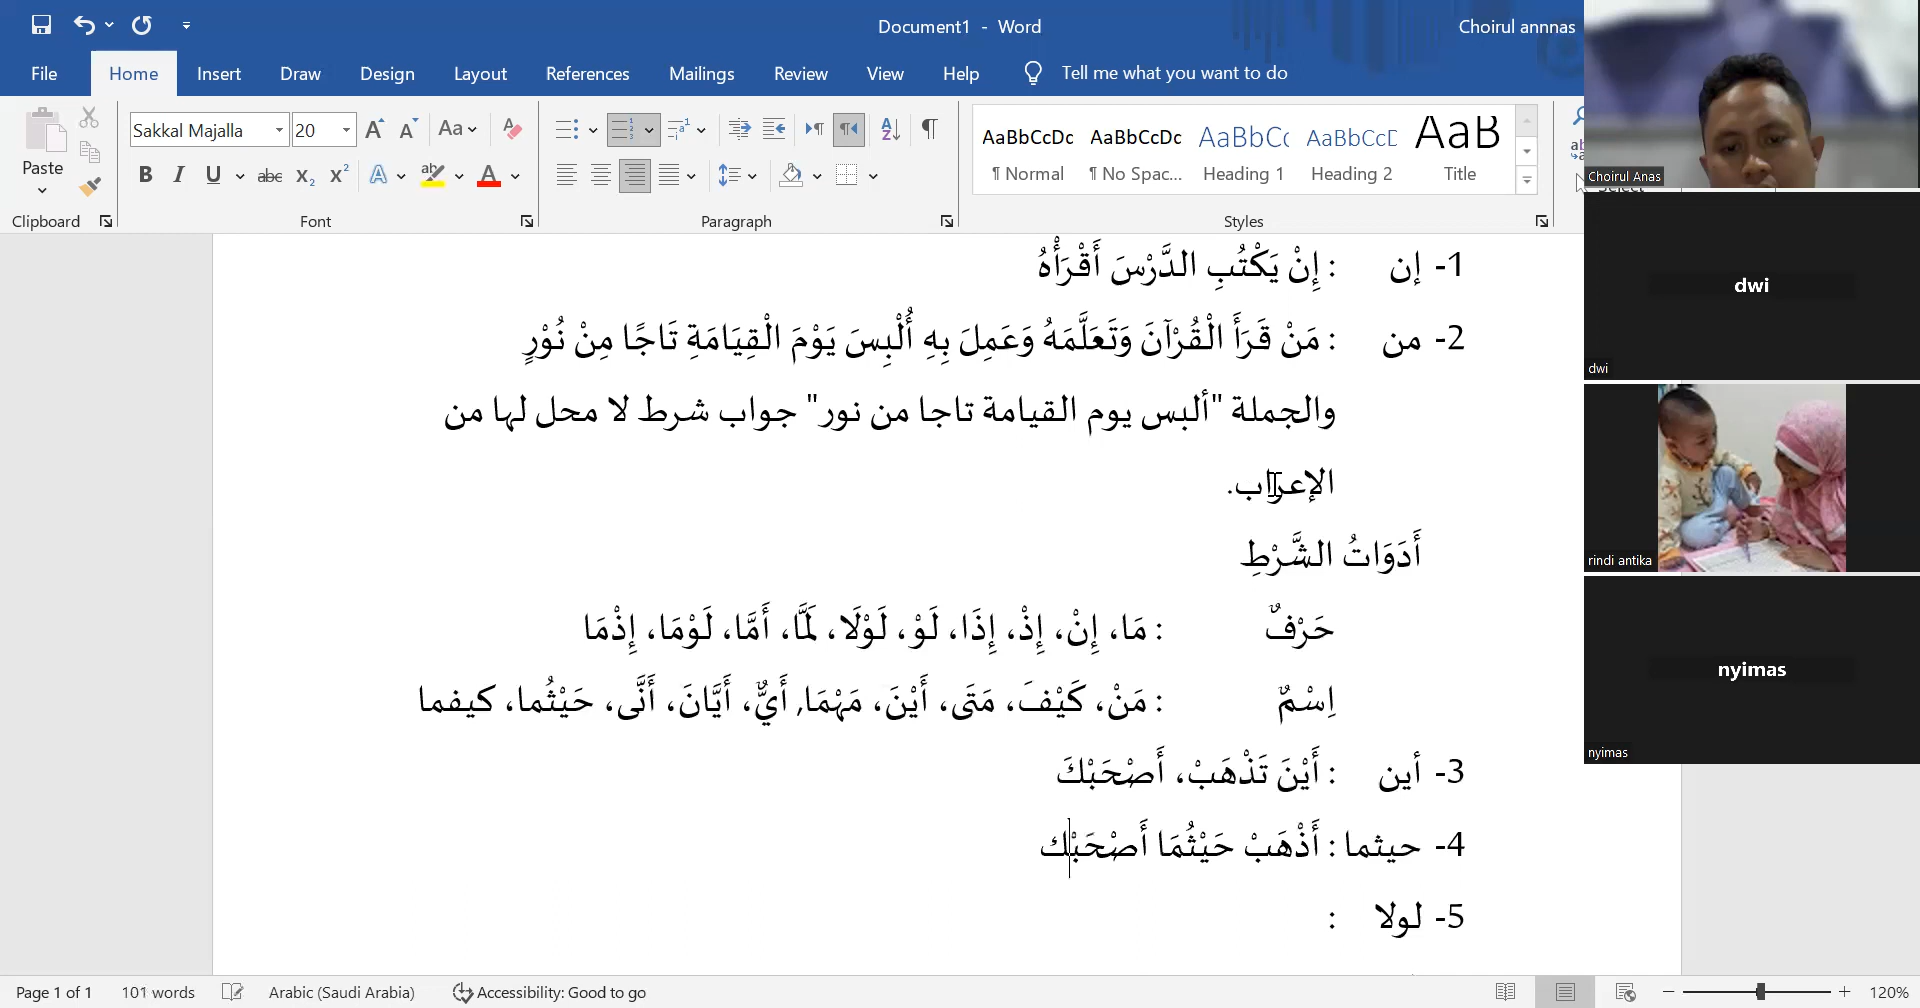 Document1 - Word
Choirul annnas
File Home Insert Draw Design Layout References Mailings Review View Help Tell me what you want to do
Sakkal Majalla 20
AaBbCcDc AaBbCcDc AaBbCc AaBbCcD AaB
Paste
¶ Normal ¶ No Spac... Heading 1 Heading 2 Title
Select
Clipboard Font Paragraph Styles
Choirul Anas
1- إن : إِنْ يَكْتُبِ الدَّرْسَ أَقْرَأْهُ
2- من : مَنْ قَرَأَ الْقُرْآنَ وَتَعَلَّمَهُ وَعَمِلَ بِهِ أُلْبِسَ يَوْمَ الْقِيَامَةِ تَاجًا مِنْ نُوْرٍ
والجملة "ألبس يوم القيامة تاجا من نور" جواب شرط لا محل لها من
الإعراب.
أَدَوَاتُ الشَّرْطِ
حَرْفٌ : مَا، إِنْ، إِذْ، إِذَا، لَوْ، لَوْلَا، لَمَّا، أَمَّا، لَوْمَا، إِذْمَا
اِسْمٌ : مَنْ، كَيْفَ، مَتَى، أَيْنَ، مَهْمَا, أَيٌّ، أَيَّانَ، أَنَّى، حَيْثُما، كيفما
3- أين : أَيْنَ تَذْهَبْ، أَصْحَبْكَ
4- حيثما : أَذْهَبْ حَيْثُمَا أَصْحَبْك
5- لولا :
dwi
dwi
rindi antika
nyimas
nyimas
Page 1 of 1 101 words Arabic (Saudi Arabia) Accessibility: Good to go 120%